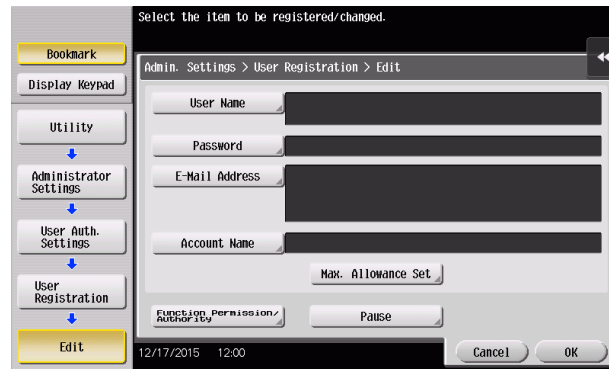 Select the item to be registered/changed.
Bookmark
Display Keypad
Utility
Administrator
Settings
User Auth.
Settings
User
Registration
Edit
Admin. Settings > User Registration > Edit
User Name
Password
E-Mail Address
Account Name
Max. Allowance Set
Function Permission/
Authority
Pause
12/17/2015 12:00
Cancel
OK